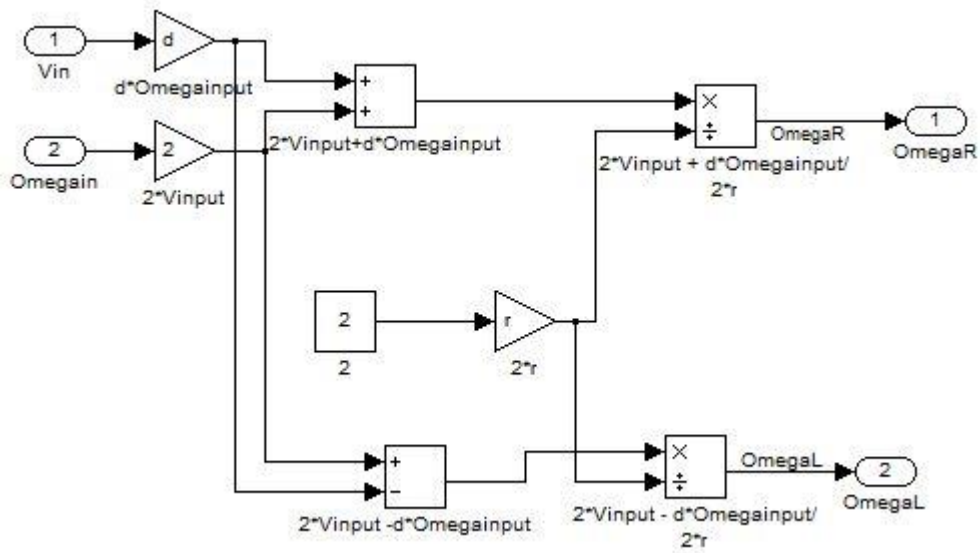 1
Vin
d
d*Omegainput
2
Omegain
2
2*Vinput
+
+
2*Vinput+d*Omegainput
×
÷
2*Vinput + d*Omegainput/
2*r
OmegaR
1
OmegaR
2
2
r
2*r
+
−
2*Vinput -d*Omegainput
×
÷
2*Vinput - d*Omegainput/
2*r
OmegaL
2
OmegaL